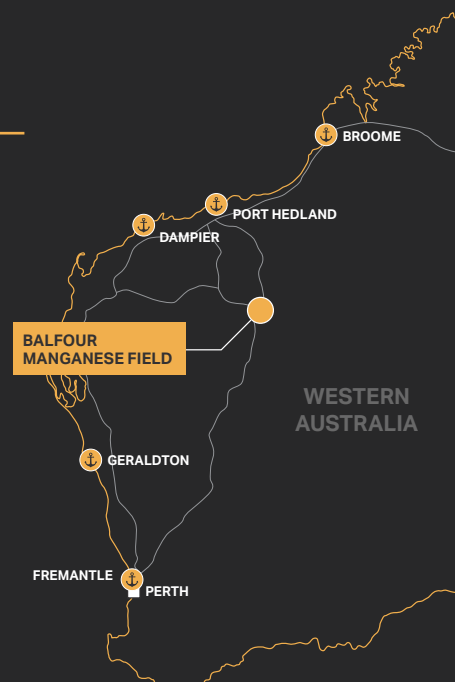 BROOME
PORT HEDLAND
DAMPIER
BALFOUR
MANGANESE FIELD
WESTERN
AUSTRALIA
GERALDTON
FREMANTLE
PERTH